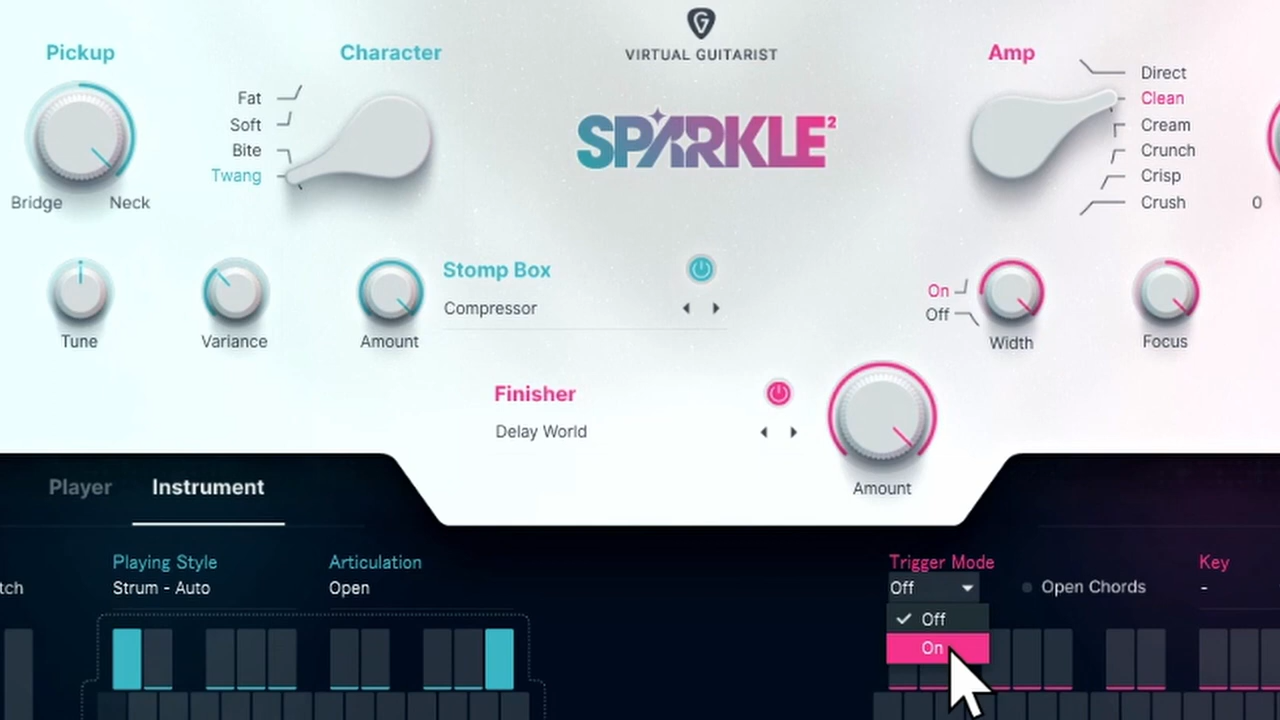 Pickup
Bridge
Neck
Character
Fat
Soft
Bite
Twang
VIRTUAL GUITARIST
SPARKLE²
Amp
Direct
Clean
Cream
Crunch
Crisp
Crush
0
Tune
Variance
Amount
Stomp Box
Compressor
On
Off
Width
Focus
Finisher
Delay World
Amount
Player
Instrument
Playing Style
Strum - Auto
Articulation
Open
Trigger Mode
Off
Off
On
Open Chords
Key
-